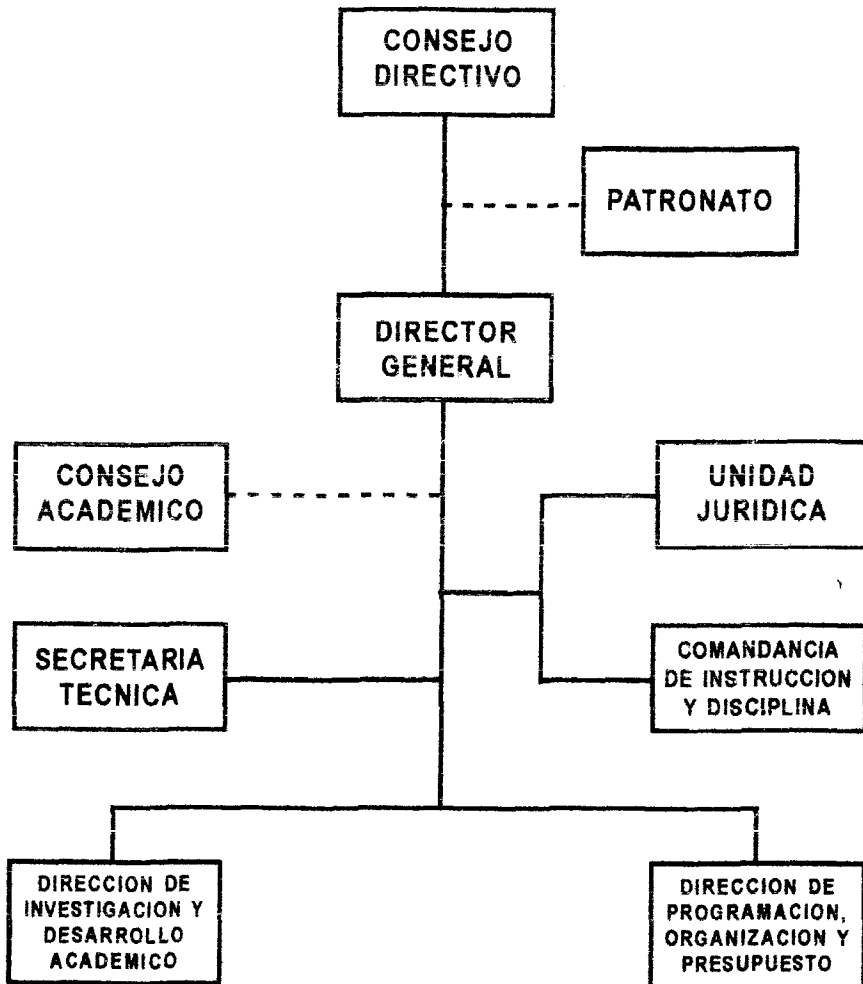 CONSEJO
DIRECTIVO
PATRONATO
DIRECTOR
GENERAL
CONSEJO
ACADEMICO
UNIDAD
JURIDICA
SECRETARIA
TECNICA
COMANDANCIA
DE INSTRUCCION
Y DISCIPLINA
DIRECCION DE
INVESTIGACION Y
DESARROLLO
ACADEMICO
DIRECCION DE
PROGRAMACION,
ORGANIZACION Y
PRESUPUESTO